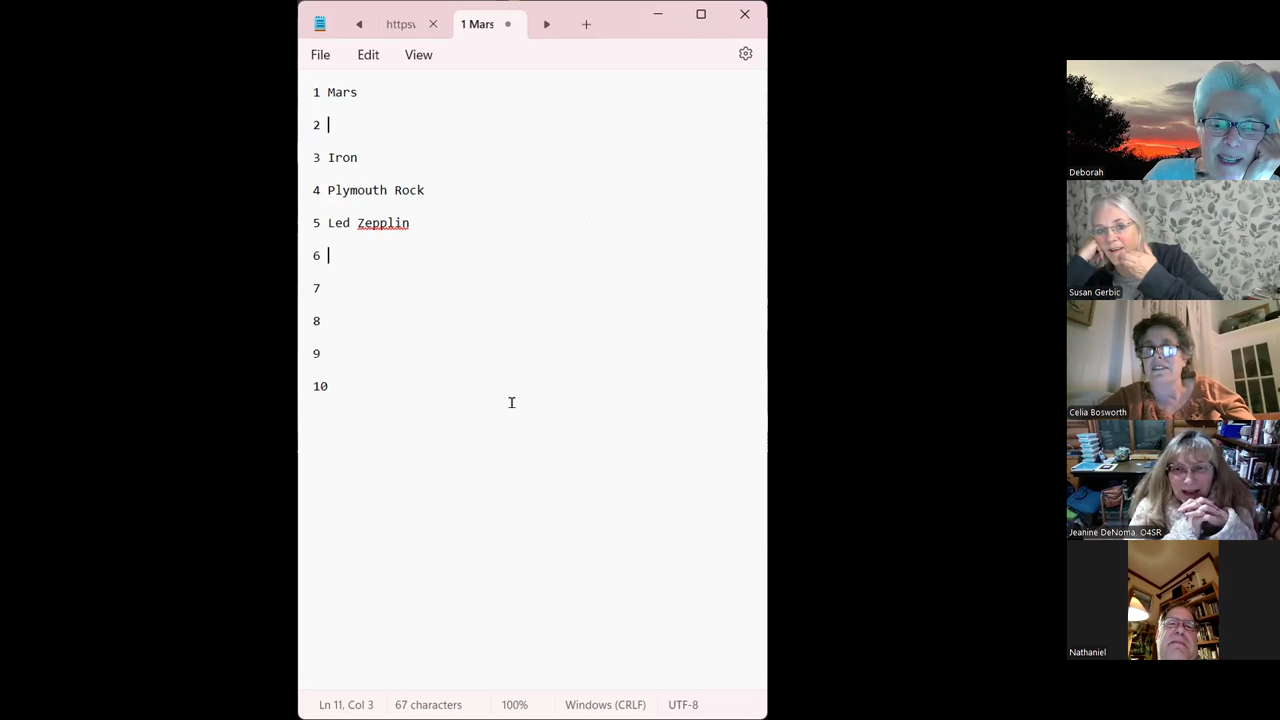 https\
1 Mars
File Edit View
1 Mars
2
3 Iron
4 Plymouth Rock
5 Led Zepplin
6
7
8
9
10
Ln 11, Col 3 67 characters 100% Windows (CRLF) UTF-8
Deborah
Susan Gerbic
Celia Bosworth
Jeanine DeNoma, O4SR
Nathaniel